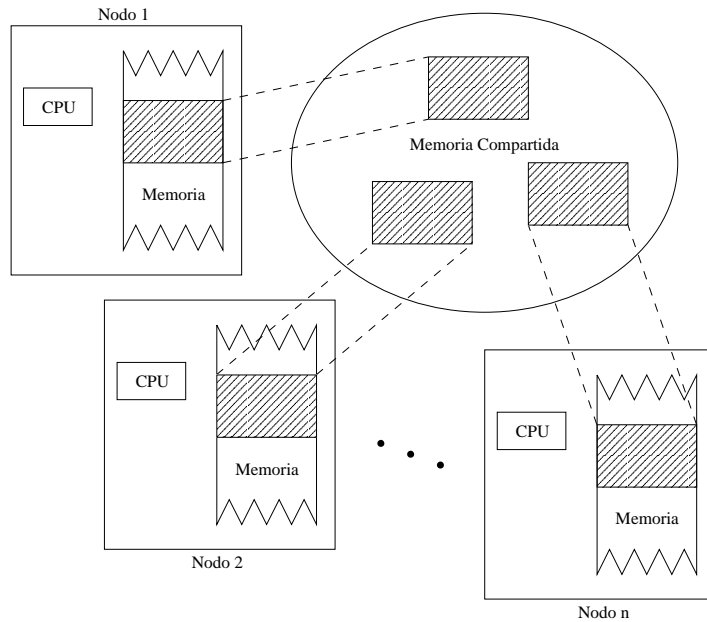 Nodo 1
CPU
Memoria
Memoria Compartida
CPU
Memoria
Nodo 2
CPU
Memoria
Nodo n